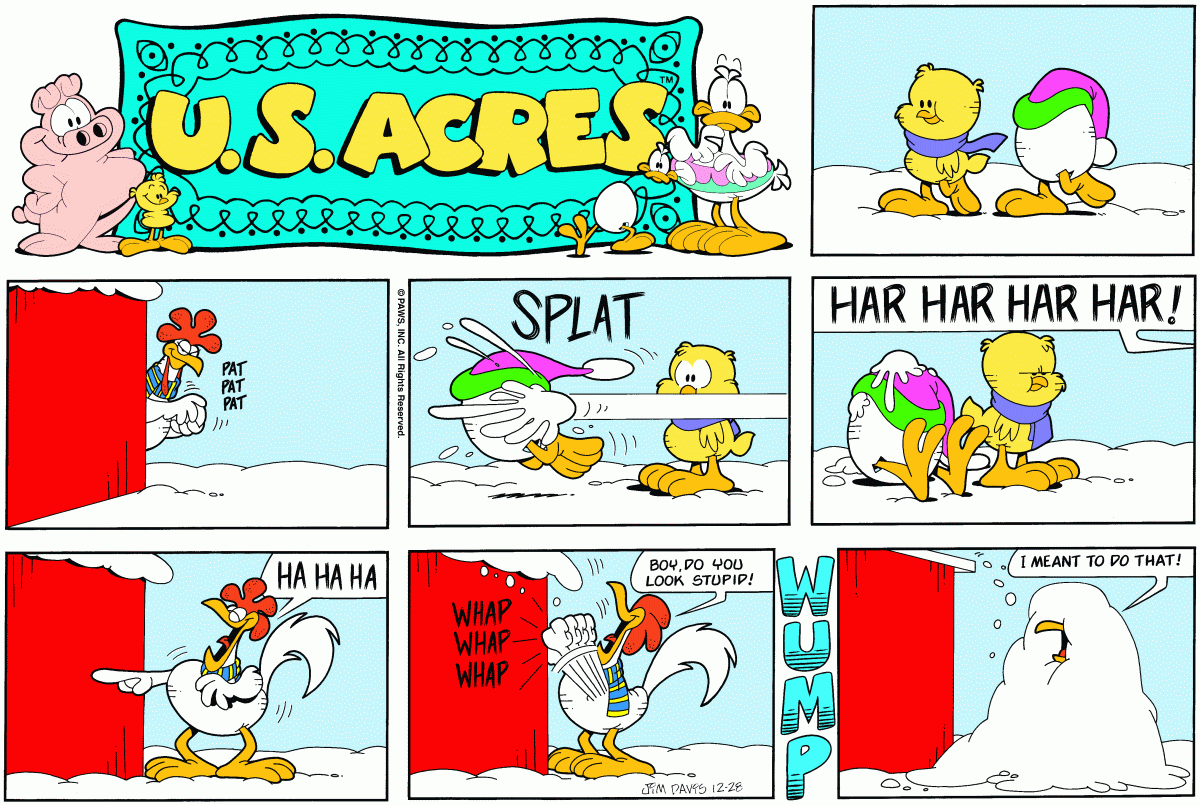 U.S. ACRES
TM
PAT
PAT
PAT
© PAWS, INC. All Rights Reserved.
SPLAT
HAR HAR HAR HAR!
HA HA HA
WHAP
WHAP
WHAP
BOY, DO YOU
LOOK STUPID!
JIM DAVIS 12-28
WUMP
I MEANT TO DO THAT!